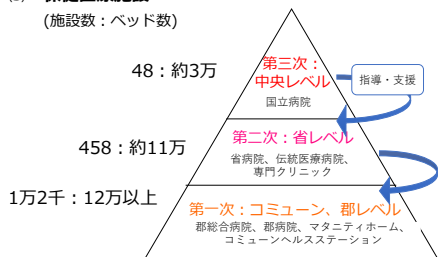 (施設数：ベッド数)
48：約3万
第三次：
中央レベル
国立病院
指導・支援
458：約11万
第二次：省レベル
省病院、伝統医療病院、
専門クリニック
1万2千：12万以上
第一次：コミューン、郡レベル
郡総合病院、郡病院、マタニティホーム、
コミューンヘルスステーション